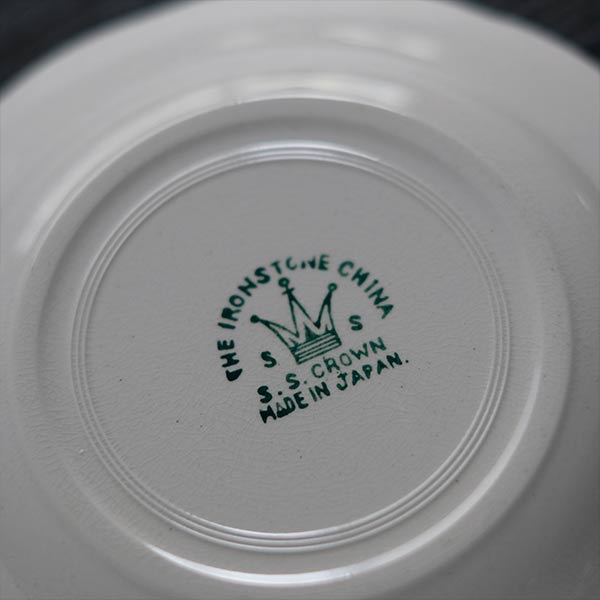 THE IRONSTONE CHINA
S S
S. S. CROWN
MADE IN JAPAN.